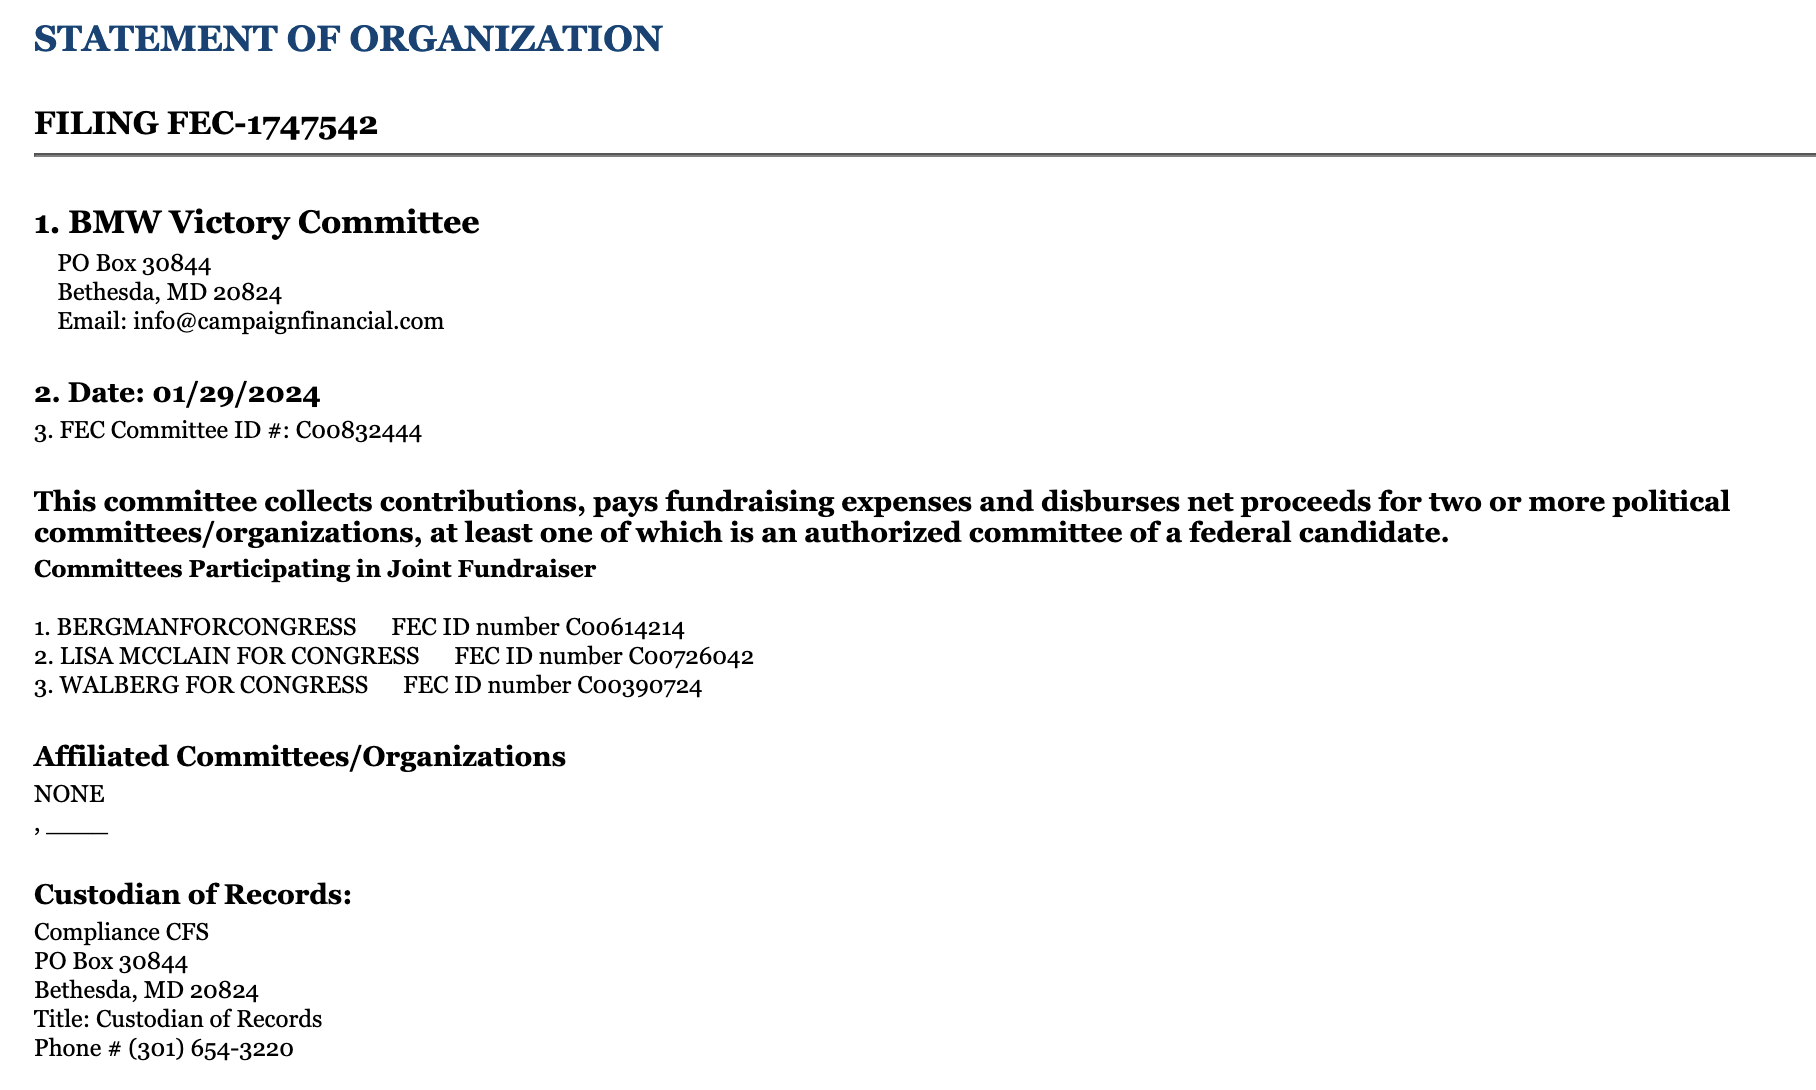 STATEMENT OF ORGANIZATION
FILING FEC-1747542
1. BMW Victory Committee
PO Box 30844
Bethesda, MD 20824
Email: info@campaignfinancial.com
2. Date: 01/29/2024
3. FEC Committee ID #: C00832444
This committee collects contributions, pays fundraising expenses and disburses net proceeds for two or more political
committees/organizations, at least one of which is an authorized committee of a federal candidate.
Committees Participating in Joint Fundraiser
1. BERGMANFORCONGRESS FEC ID number C00614214
2. LISA MCCLAIN FOR CONGRESS FEC ID number C00726042
3. WALBERG FOR CONGRESS FEC ID number C00390724
Affiliated Committees/Organizations
NONE
, _____
Custodian of Records:
Compliance CFS
PO Box 30844
Bethesda, MD 20824
Title: Custodian of Records
Phone # (301) 654-3220